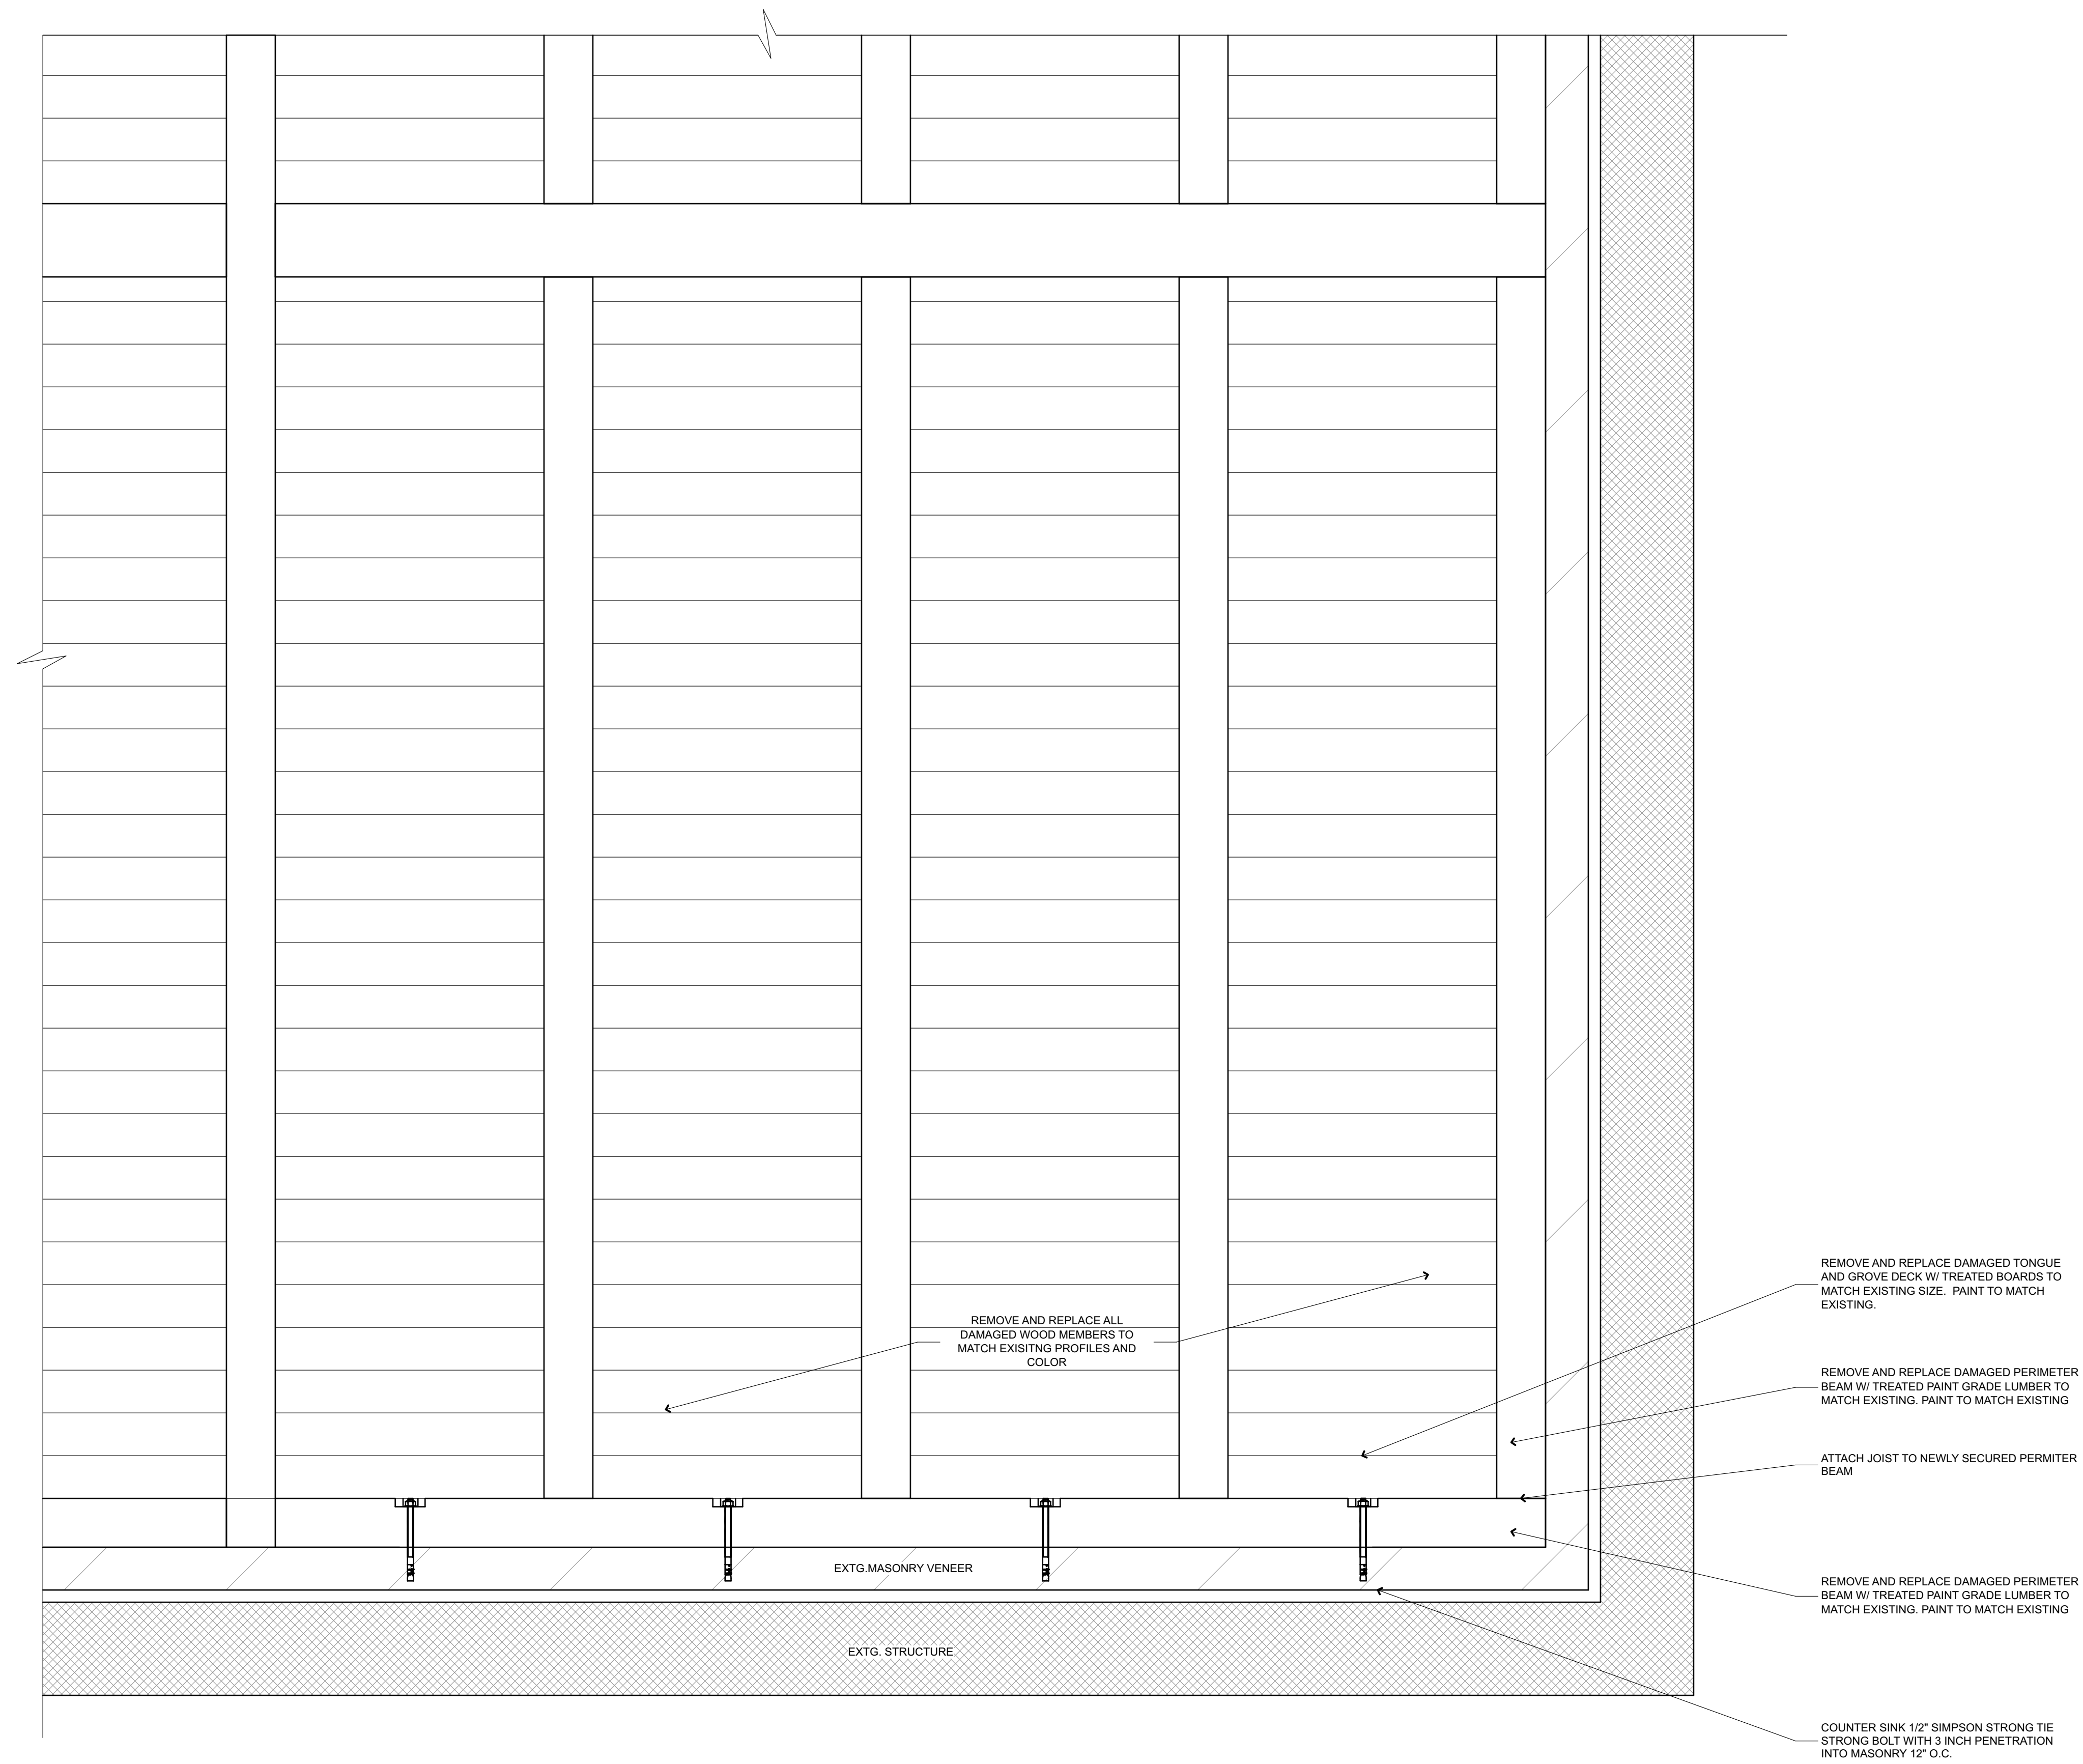 REMOVE AND REPLACE DAMAGED TONGUE
AND GROVE DECK W/ TREATED BOARDS TO
MATCH EXISTING SIZE.  PAINT TO MATCH
EXISTING.
REMOVE AND REPLACE ALL
DAMAGED WOOD MEMBERS TO
MATCH EXISITNG PROFILES AND
COLOR
REMOVE AND REPLACE DAMAGED PERIMETER
BEAM W/ TREATED PAINT GRADE LUMBER TO
MATCH EXISTING. PAINT TO MATCH EXISTING
ATTACH JOIST TO NEWLY SECURED PERMITER
BEAM
EXTG.MASONRY VENEER
REMOVE AND REPLACE DAMAGED PERIMETER
BEAM W/ TREATED PAINT GRADE LUMBER TO
MATCH EXISTING. PAINT TO MATCH EXISTING
EXTG. STRUCTURE
COUNTER SINK 1/2" SIMPSON STRONG TIE
STRONG BOLT WITH 3 INCH PENETRATION
INTO MASONRY 12" O.C.